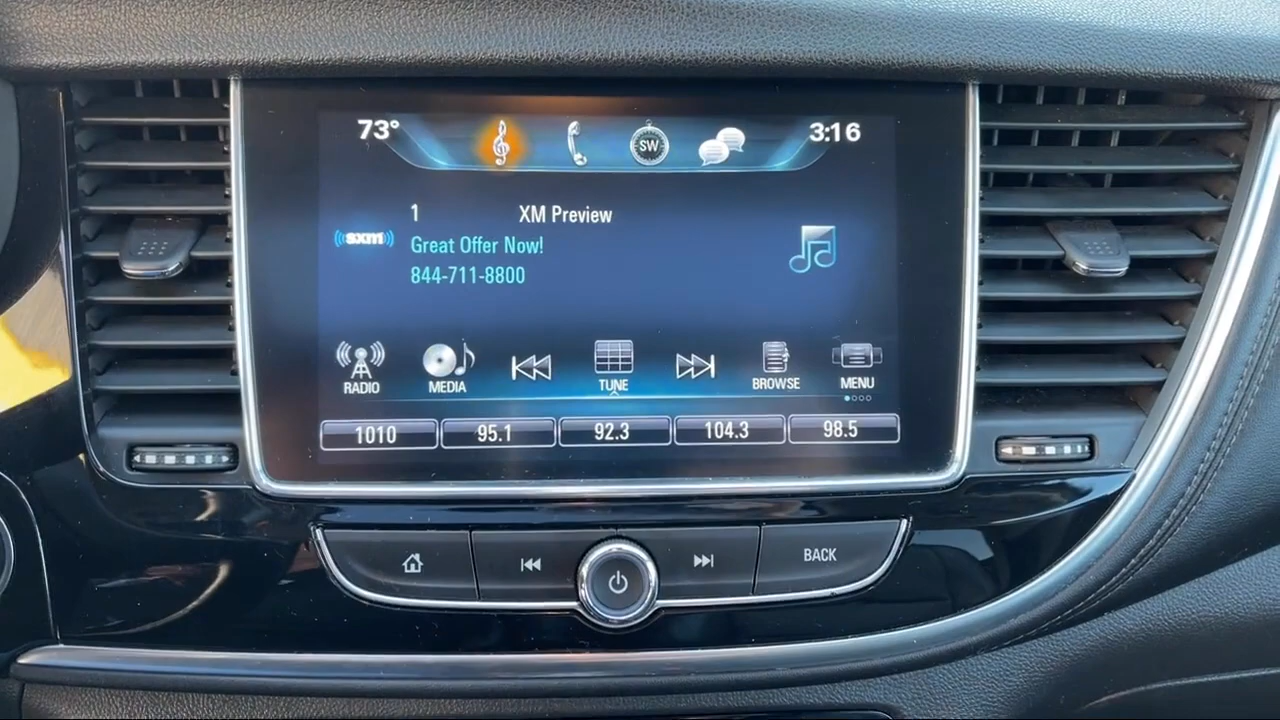 73° SW 3:16
1 XM Preview
sxm Great Offer Now!
844-711-8800
RADIO MEDIA TUNE BROWSE MENU
1010 95.1 92.3 104.3 98.5
BACK